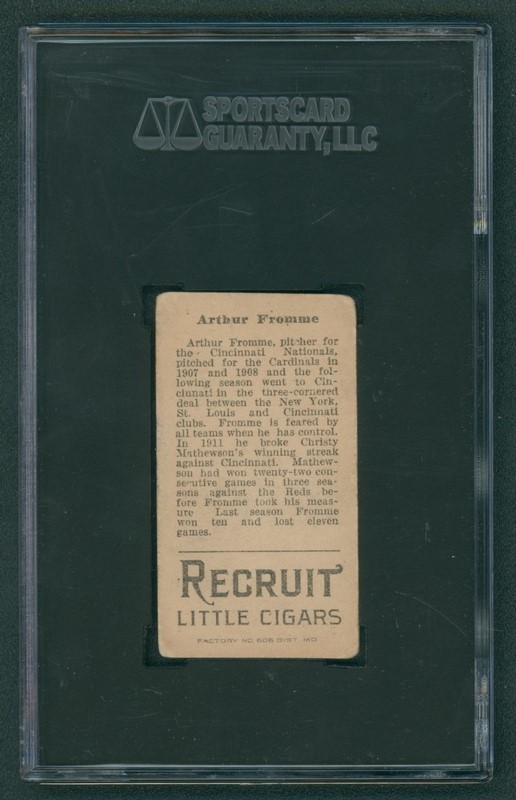 SPORTSCARD
GUARANTY, LLC
Arthur Fromme
Arthur Fromme, pitcher for
the Cincinnati Nationals,
pitched for the Cardinals in
1907 and 1908 and the fol-
lowing season went to Cin-
cinnati in the three-cornered
deal between the New York,
St. Louis and Cincinnati
clubs. Fromme is feared by
all teams when he has control.
In 1911 he broke Christy
Mathewson's winning streak
against Cincinnati. Mathew-
son had won twenty-two con-
secutive games in three sea-
sons against the Reds be-
fore Fromme took his meas-
ure Last season Fromme
won ten and lost eleven
games.
RECRUIT
LITTLE CIGARS
FACTORY NO. 606 DIST. MD